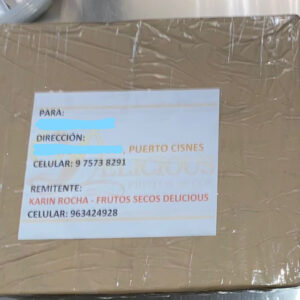 PARA:
DIRECCIÓN:
, PUERTO CISNES
CELULAR: 9 7573 8291
REMITENTE:
KARIN ROCHA - FRUTOS SECOS DELICIOUS
CELULAR: 963424928